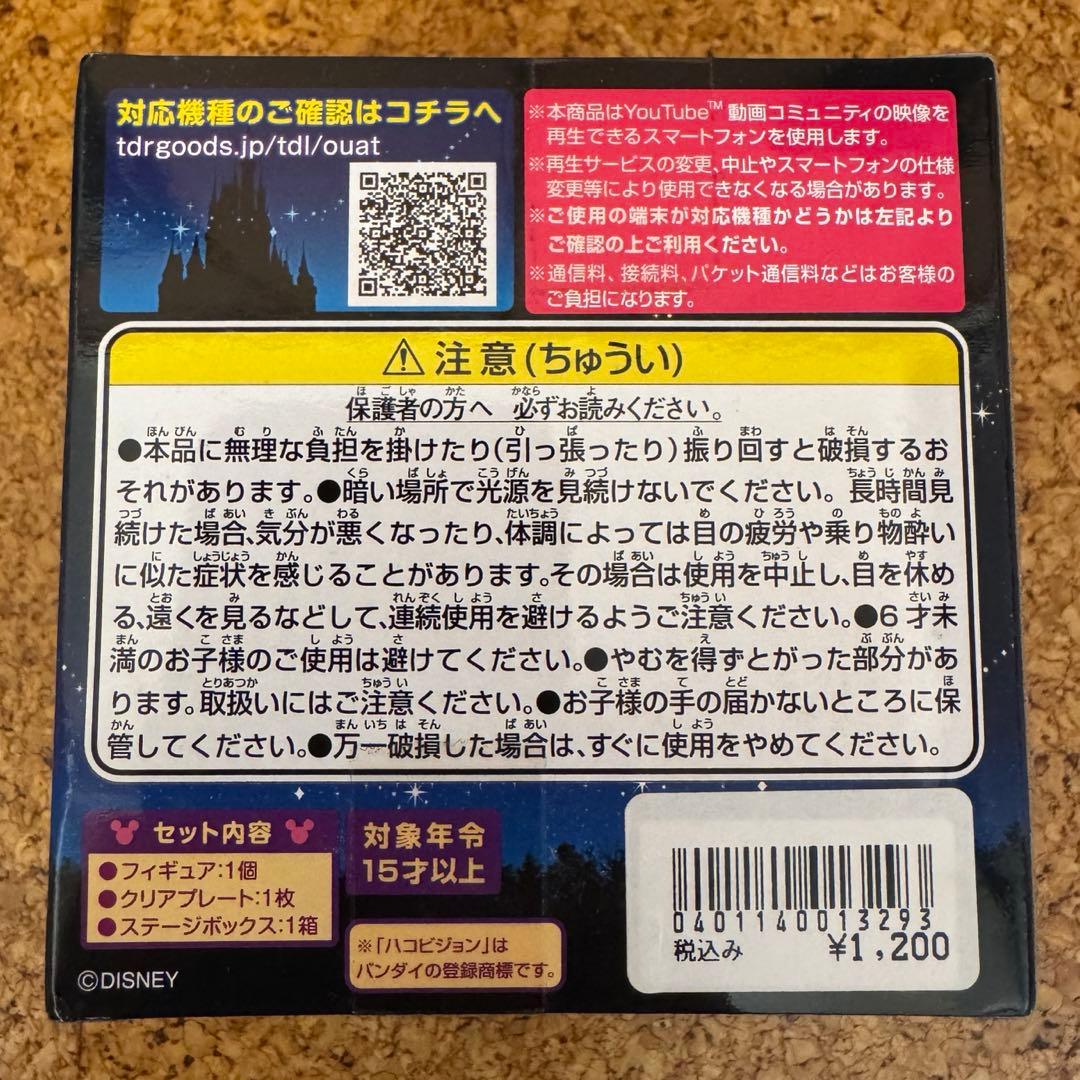 対応機種のご確認はコチラへ
tdrgoods.jp/tdl/ouat
※本商品はYouTube™ 動画コミュニティの映像を
再生できるスマートフォンを使用します。
※再生サービスの変更、中止やスマートフォンの仕様
変更等により使用できなくなる場合があります。
※ご使用の端末が対応機種かどうかは左記より
ご確認の上ご利用ください。
※通信料、接続料、パケット通信料などはお客様の
ご負担になります。
⚠ 注意(ちゅうい)
保護者の方へ 必ずお読みください。
●本品に無理な負担を掛けたり(引っ張ったり)振り回すと破損するお
それがあります。●暗い場所で光源を見続けないでください。長時間見
続けた場合、気分が悪くなったり、体調によっては目の疲労や乗り物酔い
に似た症状を感じることがあります。その場合は使用を中止し、目を休め
る、遠くを見るなどして、連続使用を避けるようご注意ください。●6才未
満のお子様のご使用は避けてください。●やむを得ずとがった部分があ
ります。取扱いにはご注意ください。●お子様の手の届かないところに保
管してください。●万一破損した場合は、すぐに使用をやめてください。
セット内容
●フィギュア:1個
●クリアプレート:1枚
●ステージボックス:1箱
対象年令
15才以上
※「ハコビジョン」は
バンダイの登録商標です。
©DISNEY
0401140013293
税込み ¥1,200